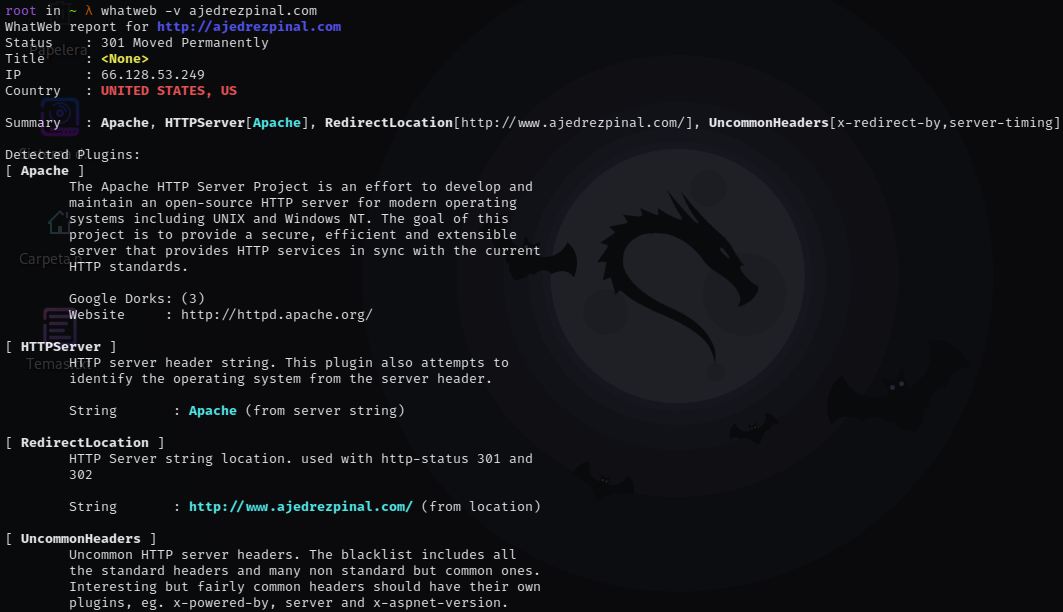 root in ~ λ whatweb -v ajedrezpinal.com
WhatWeb report for http://ajedrezpinal.com
Status    : 301 Moved Permanently
Papelera
Title     : <None>
IP        : 66.128.53.249
Country   : UNITED STATES, US
Summary   : Apache, HTTPServer[Apache], RedirectLocation[http://www.ajedrezpinal.com/], UncommonHeaders[x-redirect-by,server-timing]
Detected Plugins:
[ Apache ]
The Apache HTTP Server Project is an effort to develop and
maintain an open-source HTTP server for modern operating
systems including UNIX and Windows NT. The goal of this
project is to provide a secure, efficient and extensible
server that provides HTTP services in sync with the current
Carpeta
HTTP standards.
Google Dorks: (3)
Website     : http://httpd.apache.org/
[ HTTPServer ]
HTTP server header string. This plugin also attempts to
identify the operating system from the server header.
String       : Apache (from server string)
[ RedirectLocation ]
HTTP Server string location. used with http-status 301 and
302
String       : http://www.ajedrezpinal.com/ (from location)
[ UncommonHeaders ]
Uncommon HTTP server headers. The blacklist includes all
the standard headers and many non standard but common ones.
Interesting but fairly common headers should have their own
plugins, eg. x-powered-by, server and x-aspnet-version.